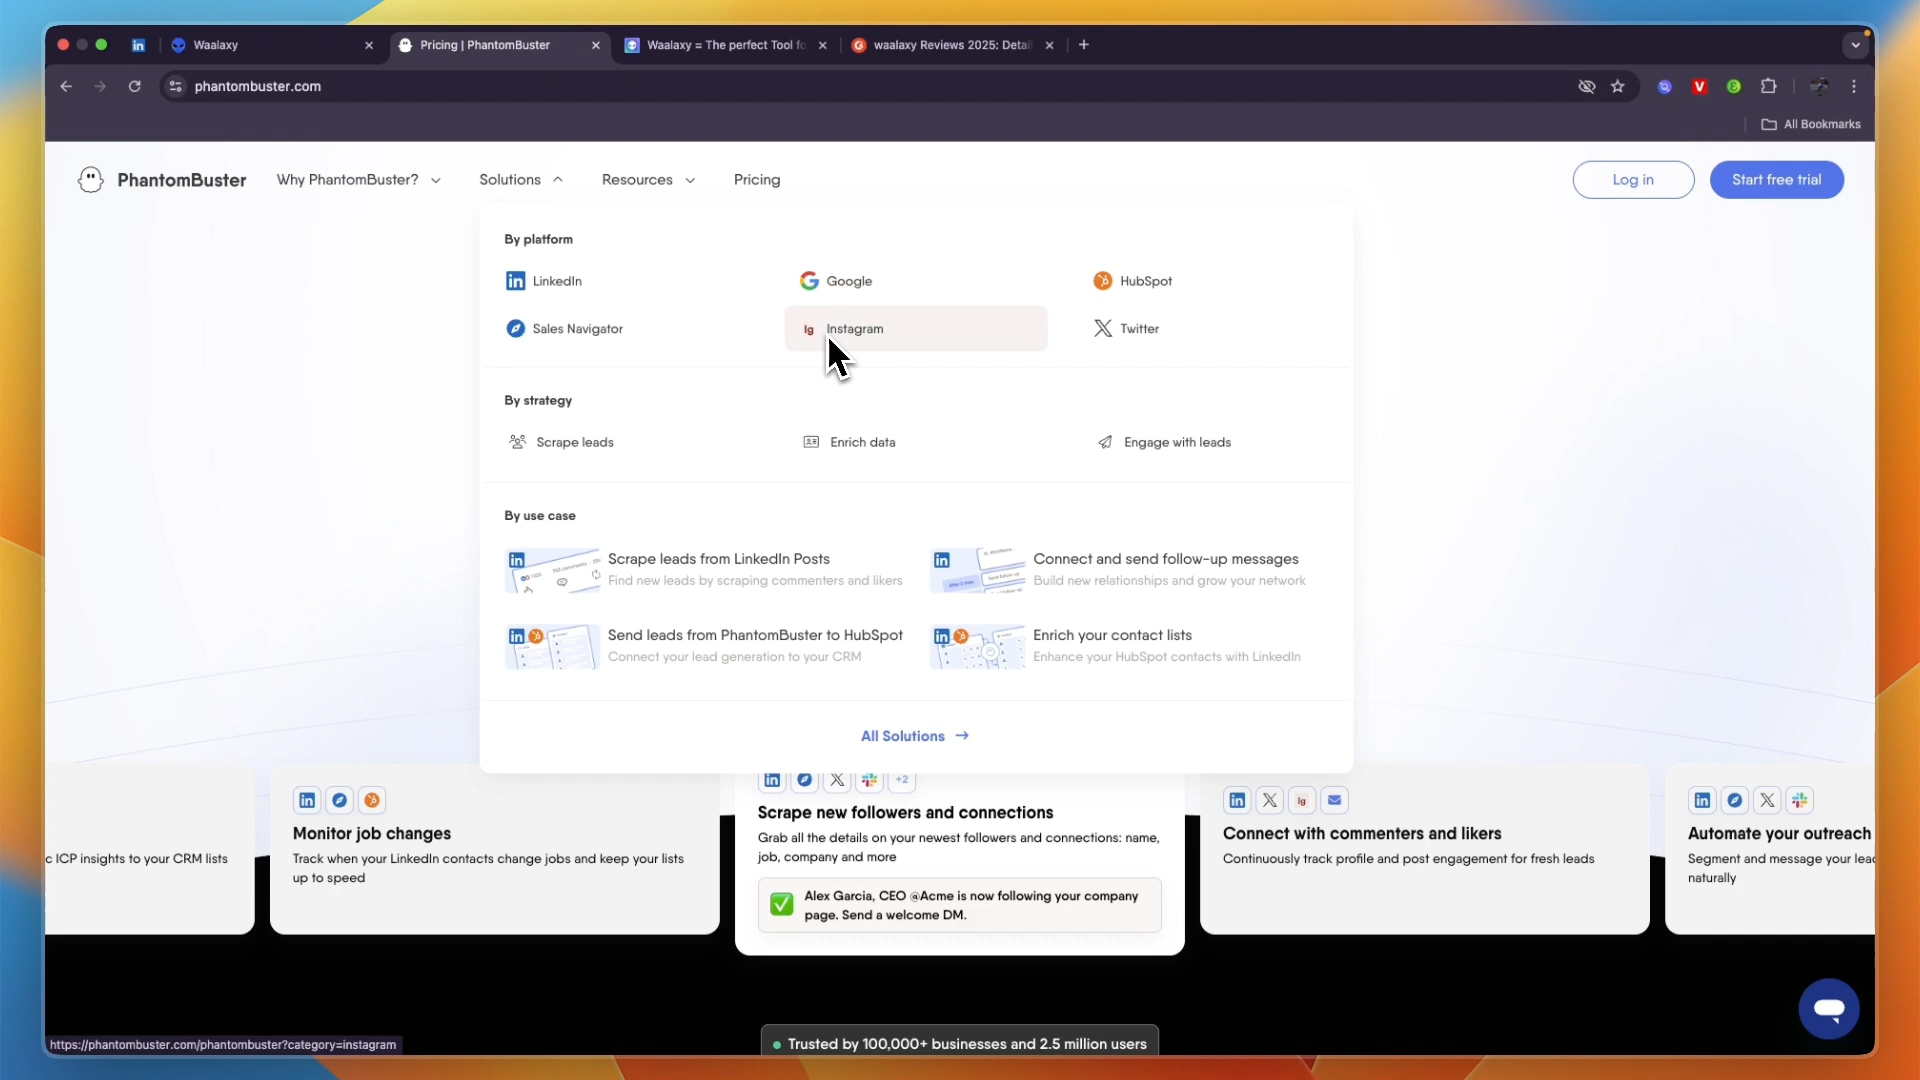 Waalaxy
Pricing | PhantomBuster
Waalaxy = The perfect Tool fo
waalaxy Reviews 2025: Detai
phantombuster.com
All Bookmarks
PhantomBuster
Why PhantomBuster?
Solutions
Resources
Pricing
Log in
Start free trial
By platform
LinkedIn
Google
HubSpot
Sales Navigator
Ig Instagram
Twitter
By strategy
Scrape leads
Enrich data
Engage with leads
By use case
Scrape leads from LinkedIn Posts
Find new leads by scraping commenters and likers
Connect and send follow-up messages
Build new relationships and grow your network
Send leads from PhantomBuster to HubSpot
Connect your lead generation to your CRM
Enrich your contact lists
Enhance your HubSpot contacts with LinkedIn
All Solutions →
c ICP insights to your CRM lists
Monitor job changes
Track when your LinkedIn contacts change jobs and keep your lists
up to speed
+2
Scrape new followers and connections
Grab all the details on your newest followers and connections: name,
job, company and more
Alex Garcia, CEO @Acme is now following your company
page. Send a welcome DM.
Ig
Connect with commenters and likers
Continuously track profile and post engagement for fresh leads
Automate your outreach
Segment and message your lea
naturally
Trusted by 100,000+ businesses and 2.5 million users
https://phantombuster.com/phantombuster?category=instagram